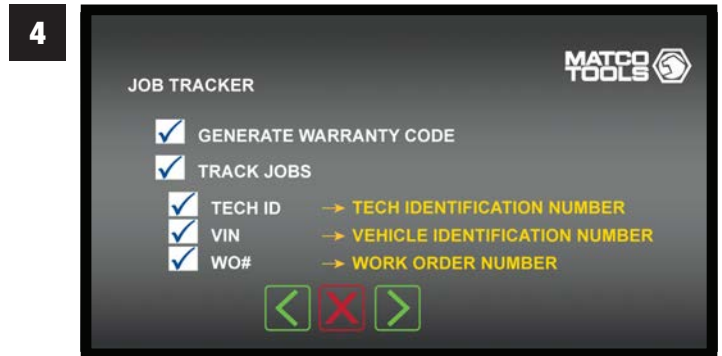 4
MATCO
TOOLS
JOB TRACKER
GENERATE WARRANTY CODE
TRACK JOBS
TECH ID → TECH IDENTIFICATION NUMBER
VIN → VEHICLE IDENTIFICATION NUMBER
WO# → WORK ORDER NUMBER